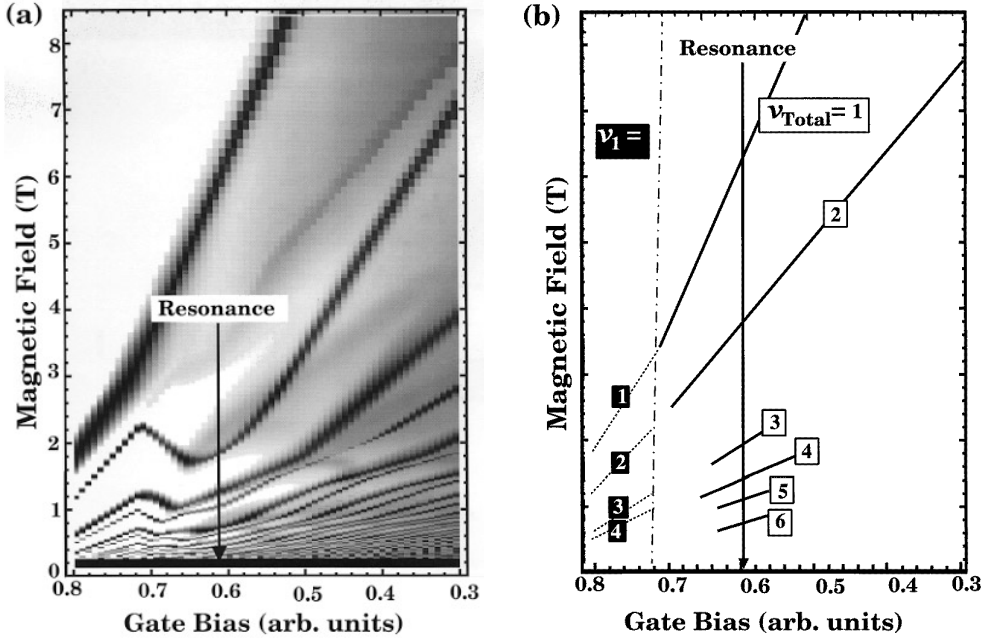 (a)
Magnetic Field (T)
8
7
6
5
4
3
2
1
0
Resonance
0.8 0.7 0.6 0.5 0.4 0.3
Gate Bias (arb. units)
(b)
Magnetic Field (T)
Resonance
ν1 =
νTotal= 1
2
1
2
3
4
3
4
5
6
0.8 0.7 0.6 0.5 0.4 0.3
Gate Bias (arb. units)